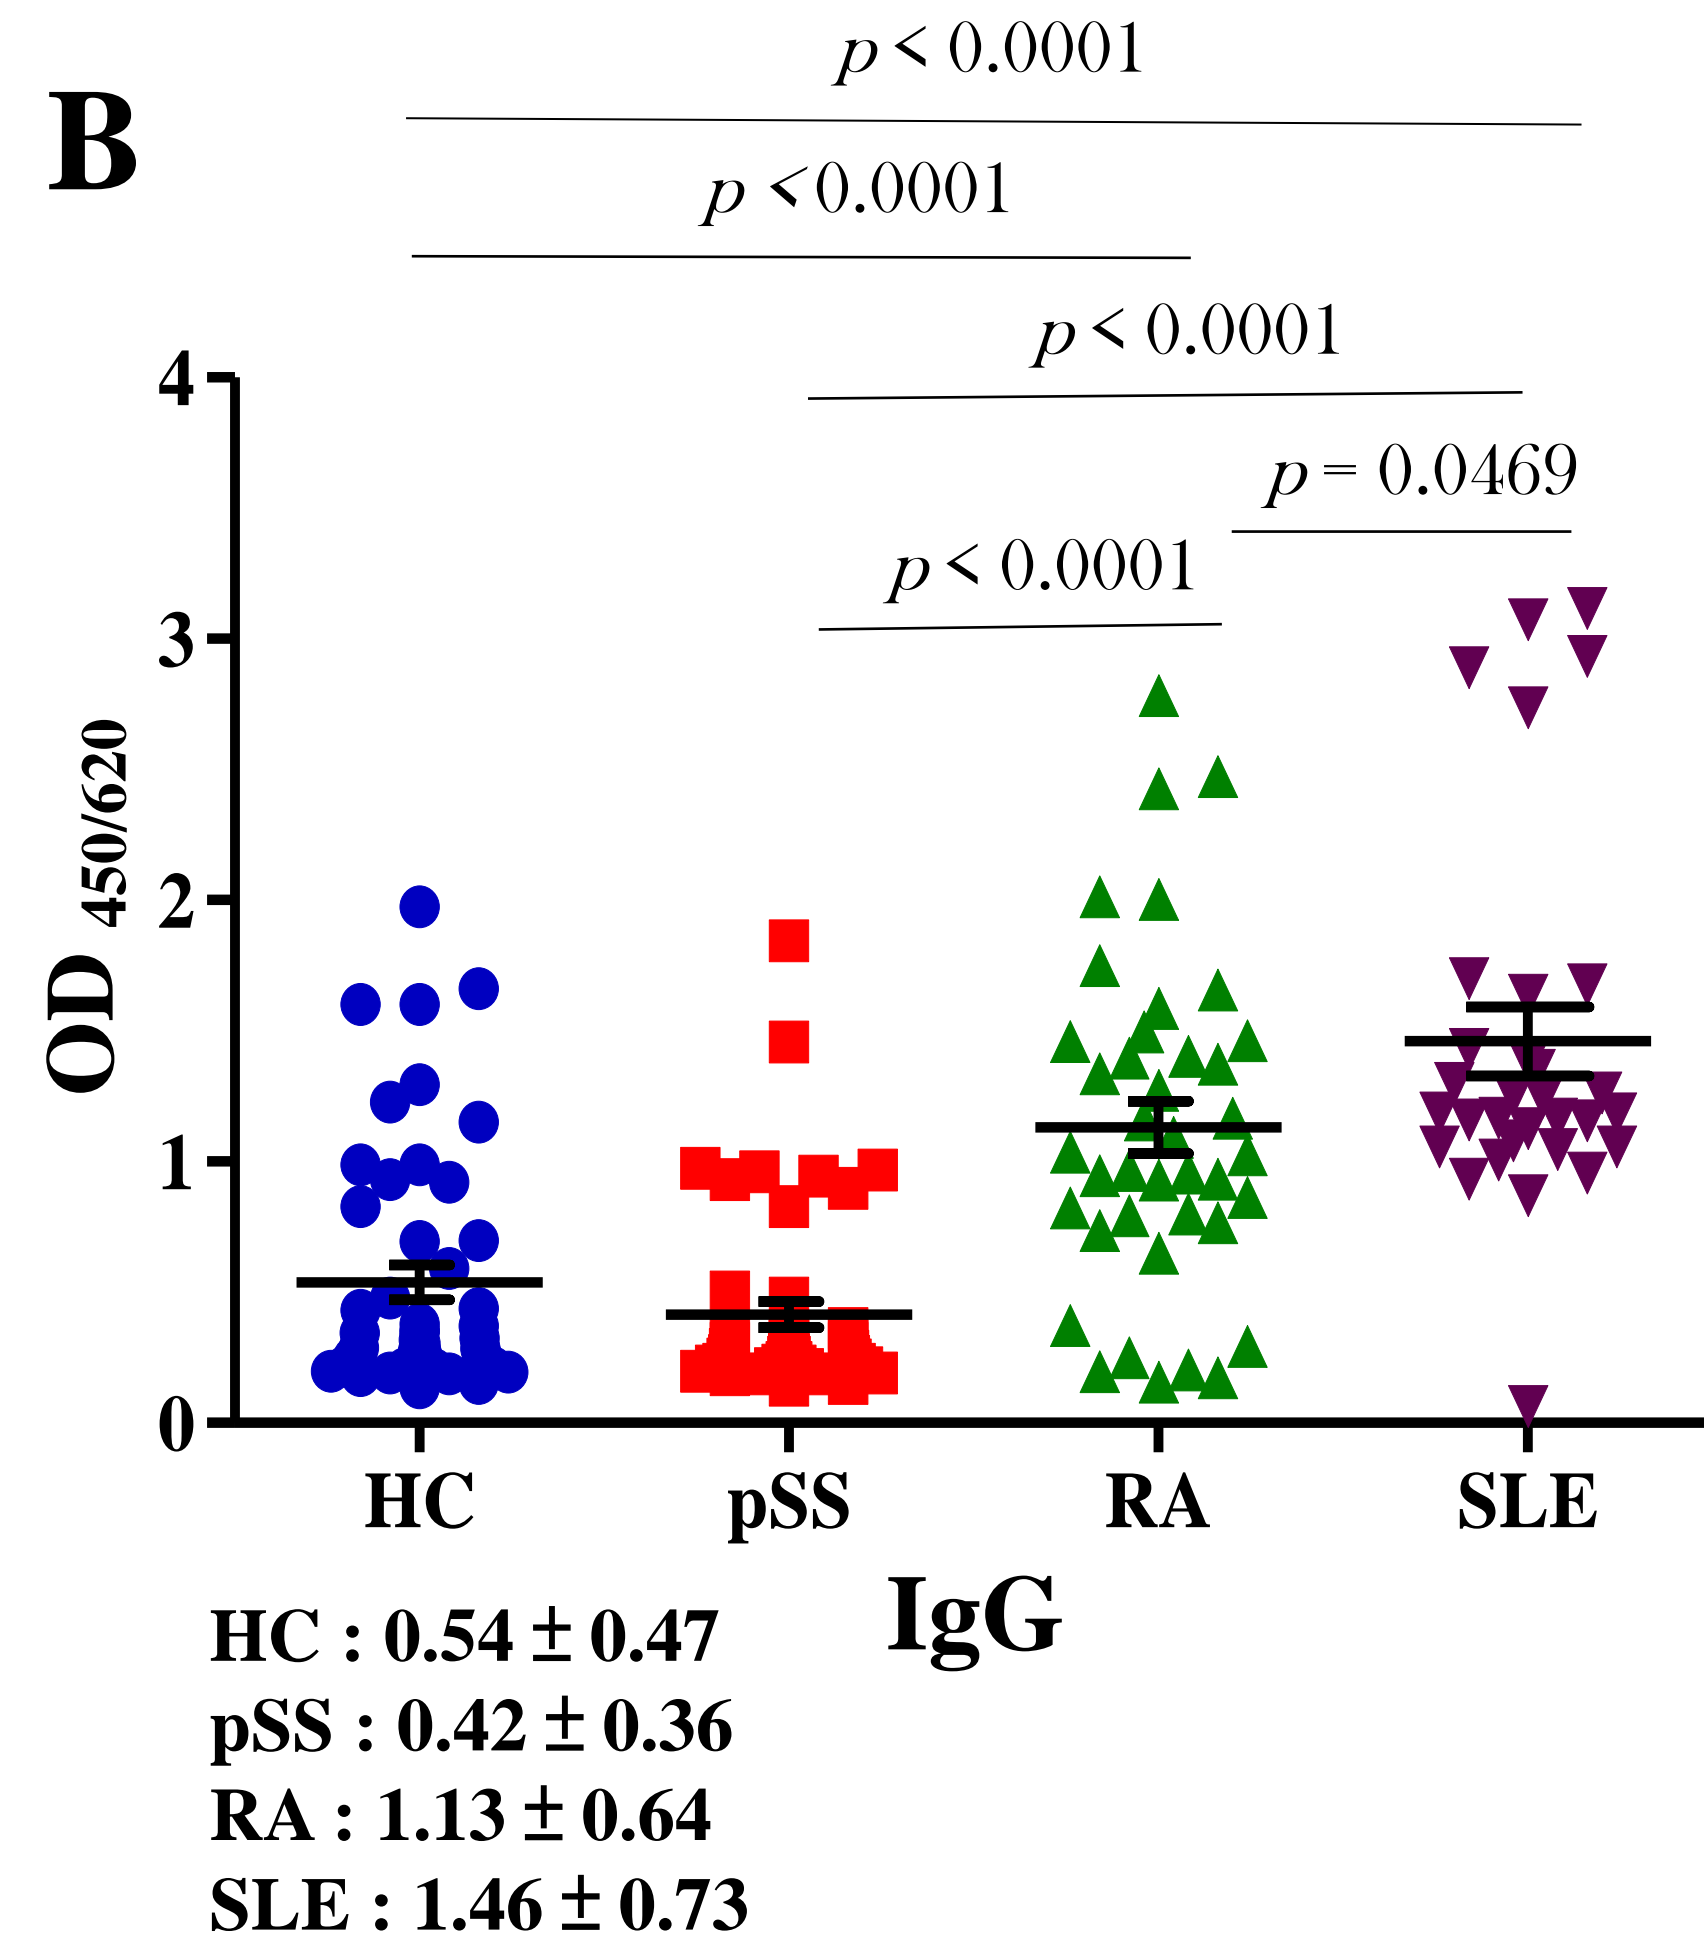 p < 0.0001
B
p < 0.0001
p < 0.0001
4
p = 0.0469
p < 0.0001
3
2
1
0
OD 450/620
HC pSS RA SLE
IgG
HC : 0.54 ± 0.47
pSS : 0.42 ± 0.36
RA : 1.13 ± 0.64
SLE : 1.46 ± 0.73